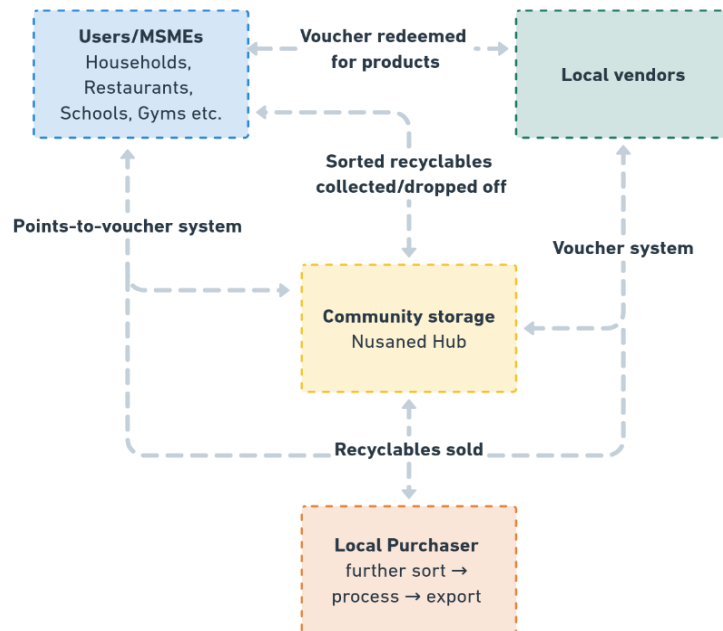 Users/MSMEs
Households,
Restaurants,
Schools, Gyms etc.
Voucher redeemed
for products
Local vendors
Sorted recyclables
collected/dropped off
Points-to-voucher system
Voucher system
Community storage
Nusaned Hub
Recyclables sold
Local Purchaser
further sort →
process → export